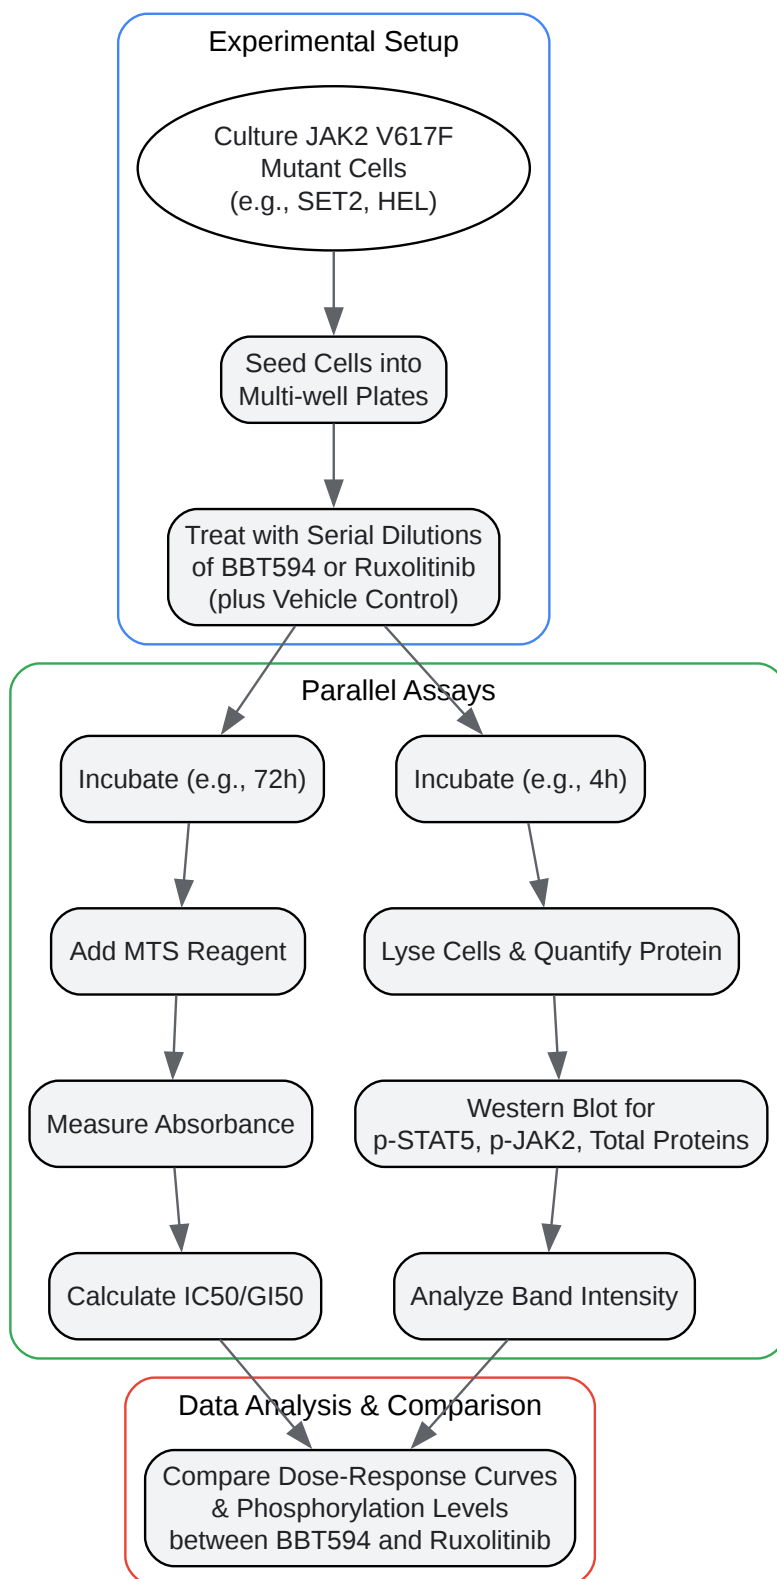 Experimental Setup
Culture JAK2 V617F
Mutant Cells
(e.g., SET2, HEL)
Seed Cells into
Multi-well Plates
Treat with Serial Dilutions
of BBT594 or Ruxolitinib
(plus Vehicle Control)
Parallel Assays
Incubate (e.g., 72h)
Incubate (e.g., 4h)
Add MTS Reagent
Lyse Cells & Quantify Protein
Measure Absorbance
Western Blot for
p-STAT5, p-JAK2, Total Proteins
Calculate IC50/GI50
Analyze Band Intensity
Data Analysis & Comparison
Compare Dose-Response Curves
& Phosphorylation Levels
between BBT594 and Ruxolitinib